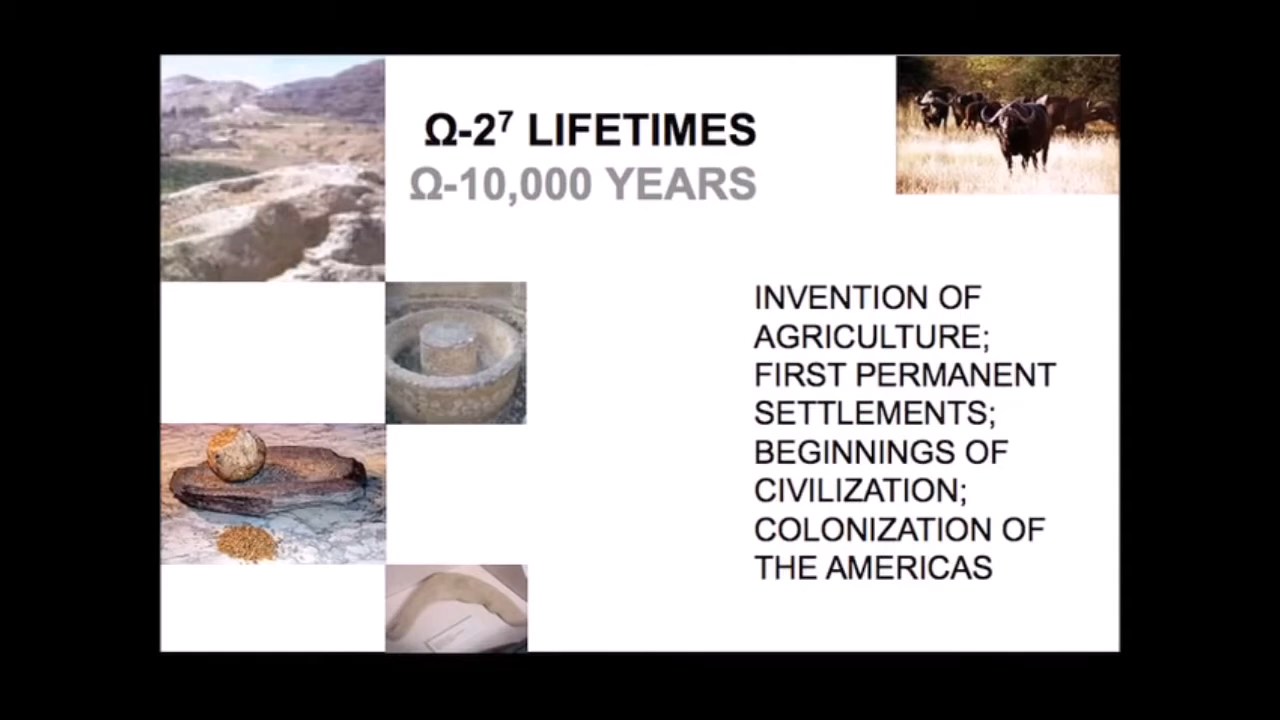 Ω-2⁷ LIFETIMES
Ω-10,000 YEARS
INVENTION OF
AGRICULTURE;
FIRST PERMANENT
SETTLEMENTS;
BEGINNINGS OF
CIVILIZATION;
COLONIZATION OF
THE AMERICAS